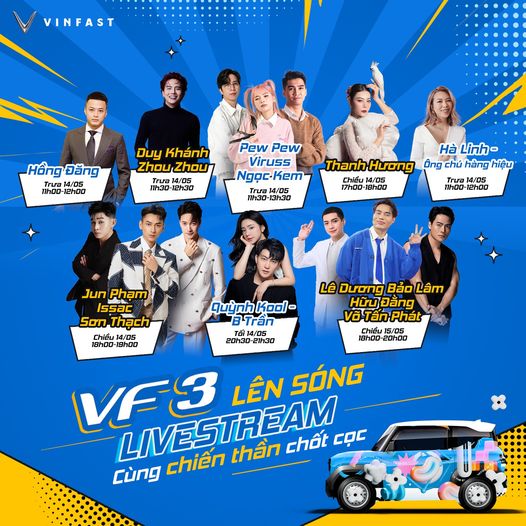 VINFAST
Hồng Đăng
Trưa 14/05
11h00-12h00
Duy Khánh
Zhou Zhou
Trưa 14/05
11h30-12h30
Pew Pew
Viruss
Ngọc-Kem
Trưa 14/05
11h30-13h30
Thanh Hương
Chiều 14/05
17h00-18h00
Hà Linh -
Ông chú hàng hiệu
Trưa 14/05
11h00-12h00
Jun Phạm
Issac
Sơn Thạch
Chiều 14/05
18h00-19h00
Quỳnh Kool -
B Trần
Tối 14/05
20h30-21h30
Lê Dương Bảo Lâm
Hữu Đằng
Võ Tấn Phát
Chiều 15/05
18h00-20h00
VF 3 LÊN SÓNG
LIVESTREAM
Cùng chiến thần chốt cọc